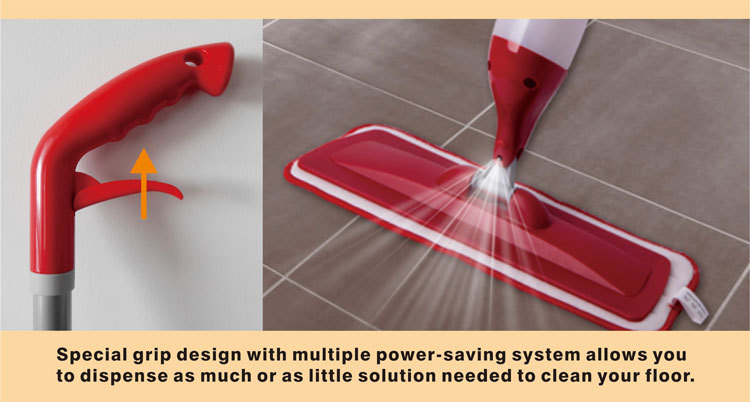 Special grip design with multiple power-saving system allows you
to dispense as much or as little solution needed to clean your floor.